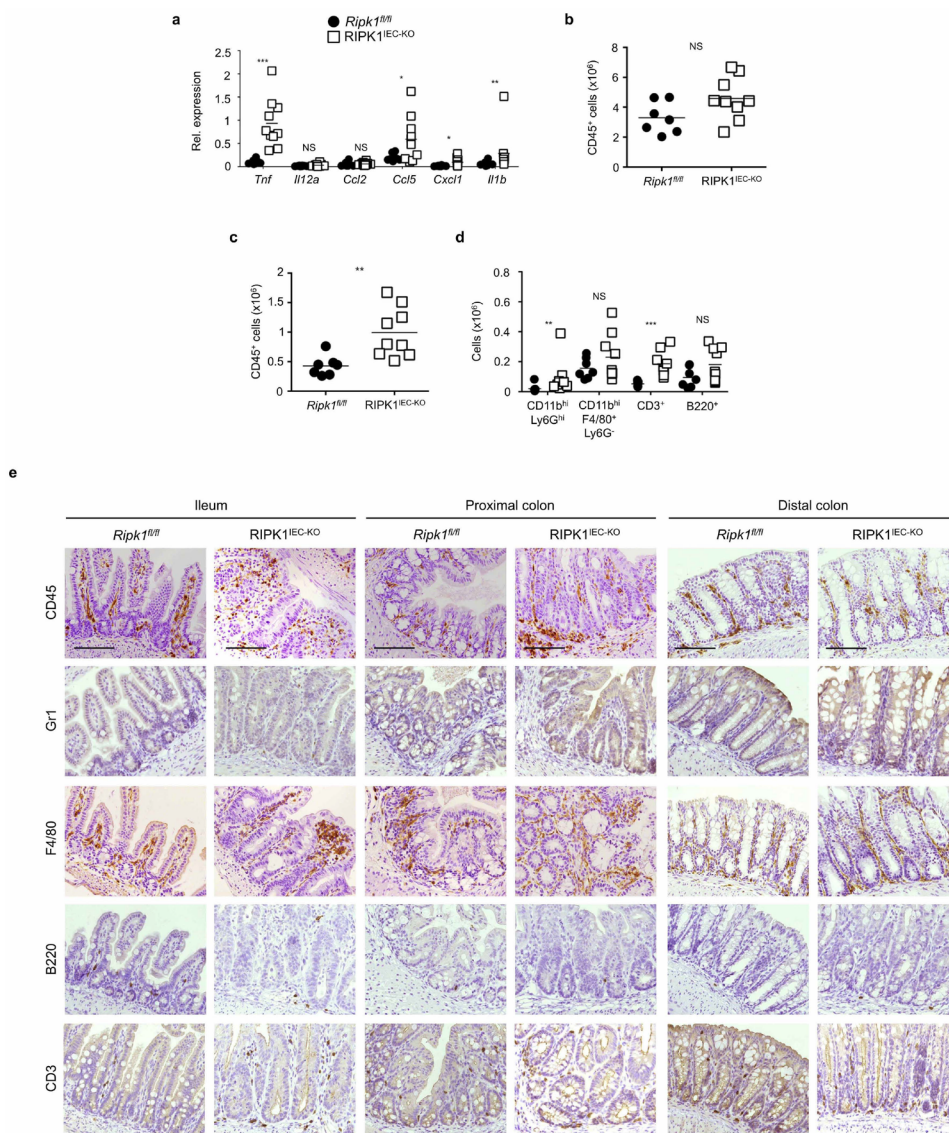 a
● Ripk1fl/fl
□ RIPK1IEC-KO
Rel. expression
2.5
2
1.5
1
0.5
0
***
NS
NS
*
*
**
Tnf Il12a Ccl2 Ccl5 Cxcl1 Il1b
b
CD45+ cells (x10⁶)
8
6
4
2
0
NS
Ripk1fl/fl RIPK1IEC-KO
c
CD45+ cells (x10⁶)
2
1.5
1
0.5
0
**
Ripk1fl/fl RIPK1IEC-KO
d
Cells (x10⁶)
0.8
0.6
0.4
0.2
0
**
NS
***
NS
CD11bhi CD11bhi CD3+ B220+
Ly6Ghi F4/80+
Ly6G-
e
Ileum Proximal colon Distal colon
Ripk1fl/fl RIPK1IEC-KO Ripk1fl/fl RIPK1IEC-KO Ripk1fl/fl RIPK1IEC-KO
CD45
Gr1
F4/80
B220
CD3